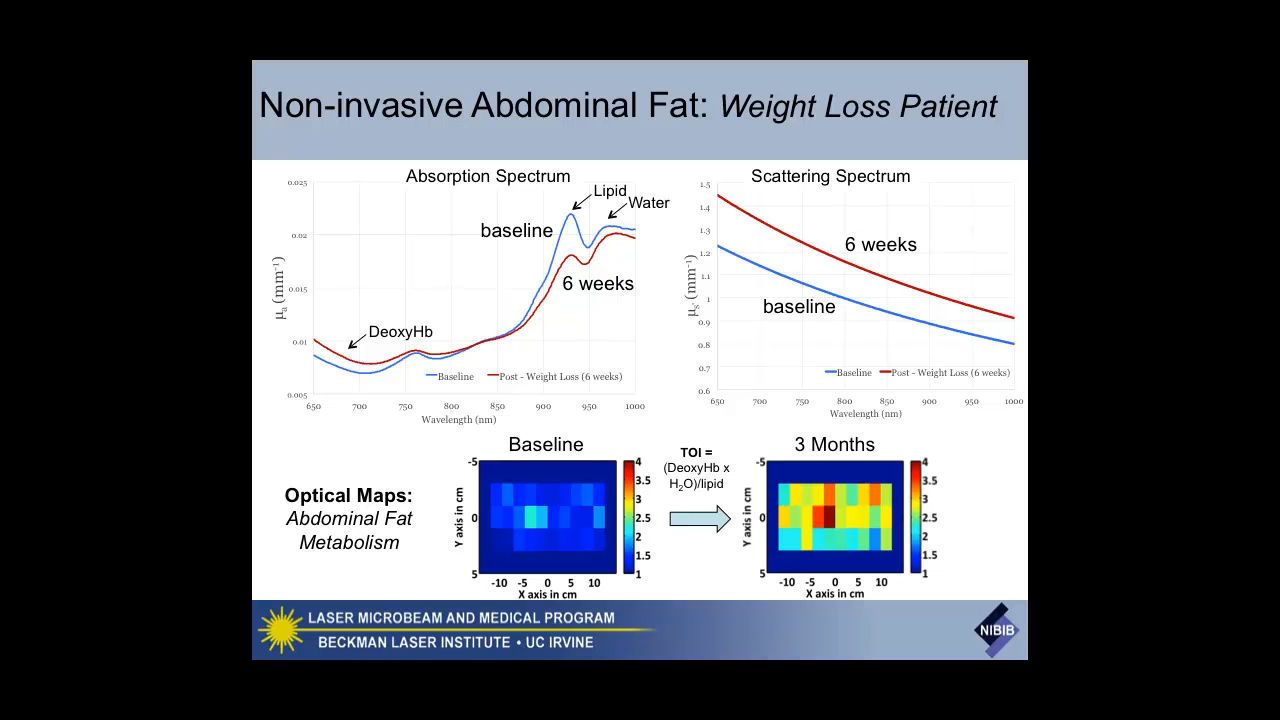 Non-invasive Abdominal Fat: Weight Loss Patient
Absorption Spectrum
0.025
0.02
0.015
0.01
0.005
μa (mm⁻¹)
Lipid
Water
baseline
6 weeks
DeoxyHb
Baseline
Post - Weight Loss (6 weeks)
650 700 750 800 850 900 950 1000
Wavelength (nm)
Scattering Spectrum
1.5
1.4
1.3
1.2
1.1
1
0.9
0.8
0.7
0.6
μs' (mm⁻¹)
6 weeks
baseline
Baseline
Post - Weight Loss (6 weeks)
650 700 750 800 850 900 950 1000
Wavelength (nm)
Optical Maps:
Abdominal Fat
Metabolism
Baseline
-5
0
5
Y axis in cm
-10 -5 0 5 10
X axis in cm
4
3.5
3
2.5
2
1.5
1
TOI =
(DeoxyHb x
H₂O)/lipid
3 Months
-5
0
5
Y axis in cm
-10 -5 0 5 10
X axis in cm
4
3.5
3
2.5
2
1.5
1
LASER MICROBEAM AND MEDICAL PROGRAM
BECKMAN LASER INSTITUTE • UC IRVINE
NIBIB